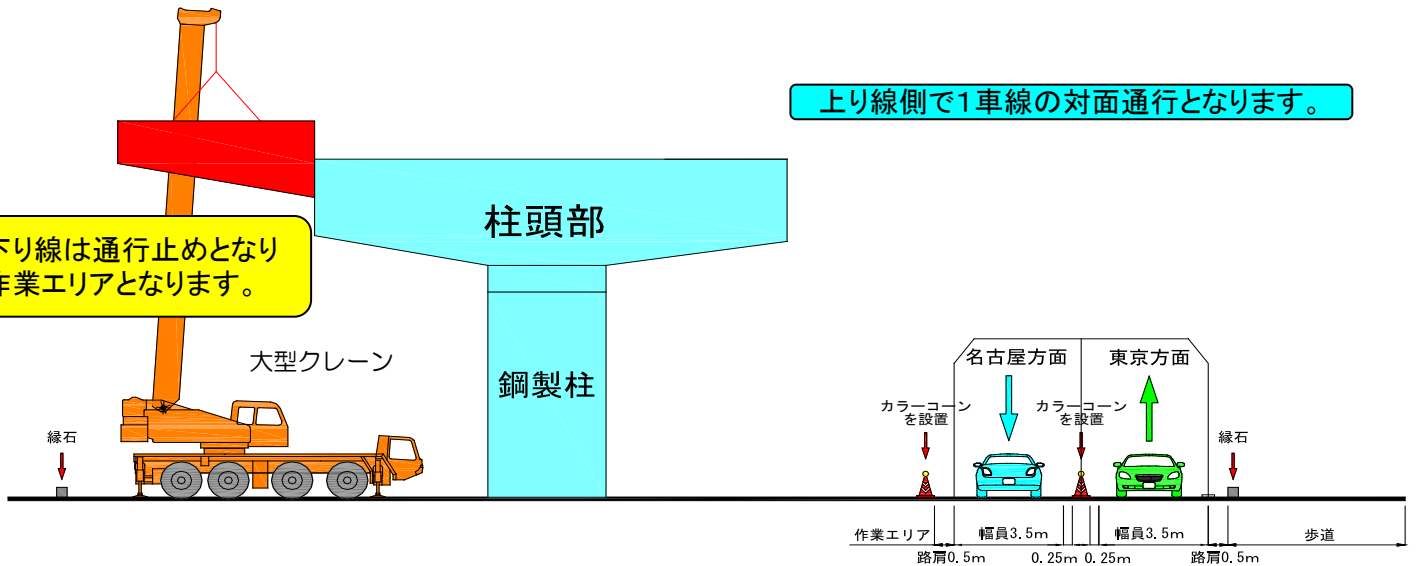 上り線側で１車線の対面通行となります。
柱頭部
下り線は通行止めとなり
作業エリアとなります。
大型クレーン
鋼製柱
名古屋方面
東京方面
カラーコーン
を設置
カラーコーン
を設置
縁石
縁石
作業エリア
幅員3.5m
幅員3.5m
歩道
路肩0.5m
0.25m
0.25m
路肩0.5m